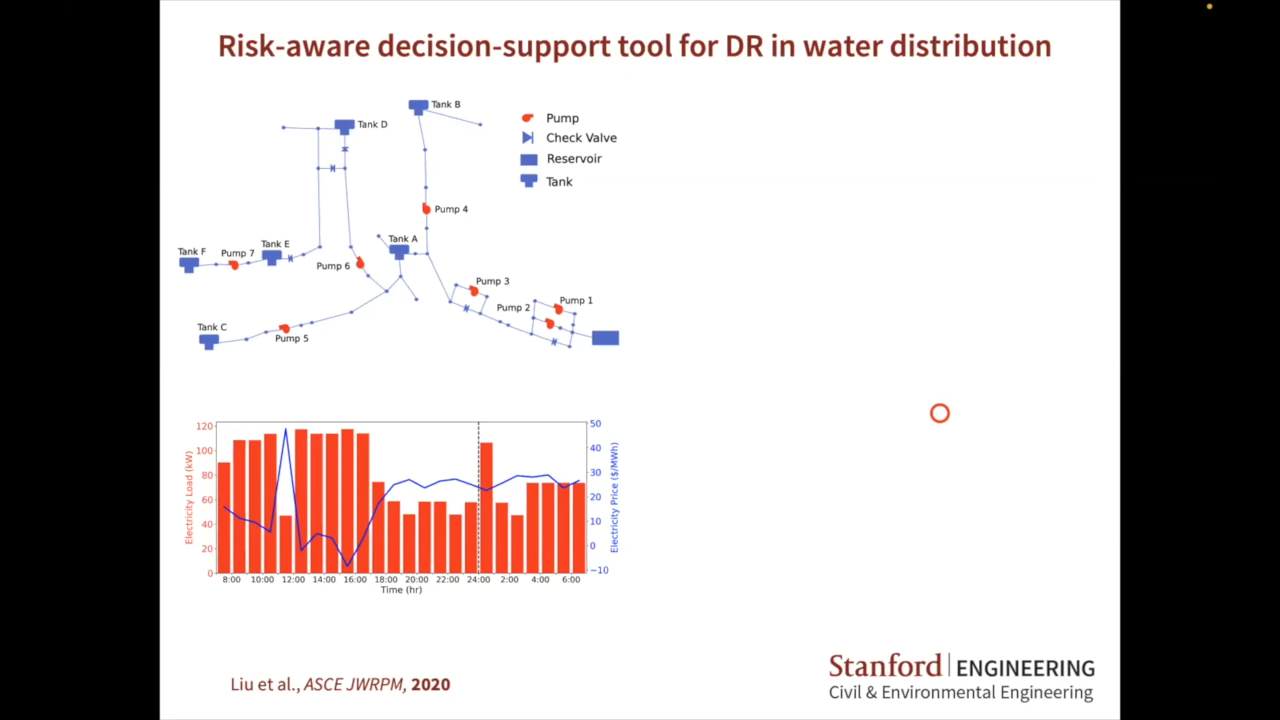 Risk-aware decision-support tool for DR in water distribution
Tank B
Tank D
Pump
Check Valve
Reservoir
Tank
Pump 4
Tank A
Tank E
Tank F
Pump 7
Pump 6
Pump 3
Pump 2
Pump 1
Tank C
Pump 5
120
100
80
60
40
20
0
Electricity Load (kW)
50
40
30
20
10
0
−10
Electricity Price ($/MWh)
8:00 10:00 12:00 14:00 16:00 18:00 20:00 22:00 24:00 2:00 4:00 6:00
Time (hr)
Liu et al., ASCE JWRPM, 2020
Stanford ENGINEERING
Civil & Environmental Engineering